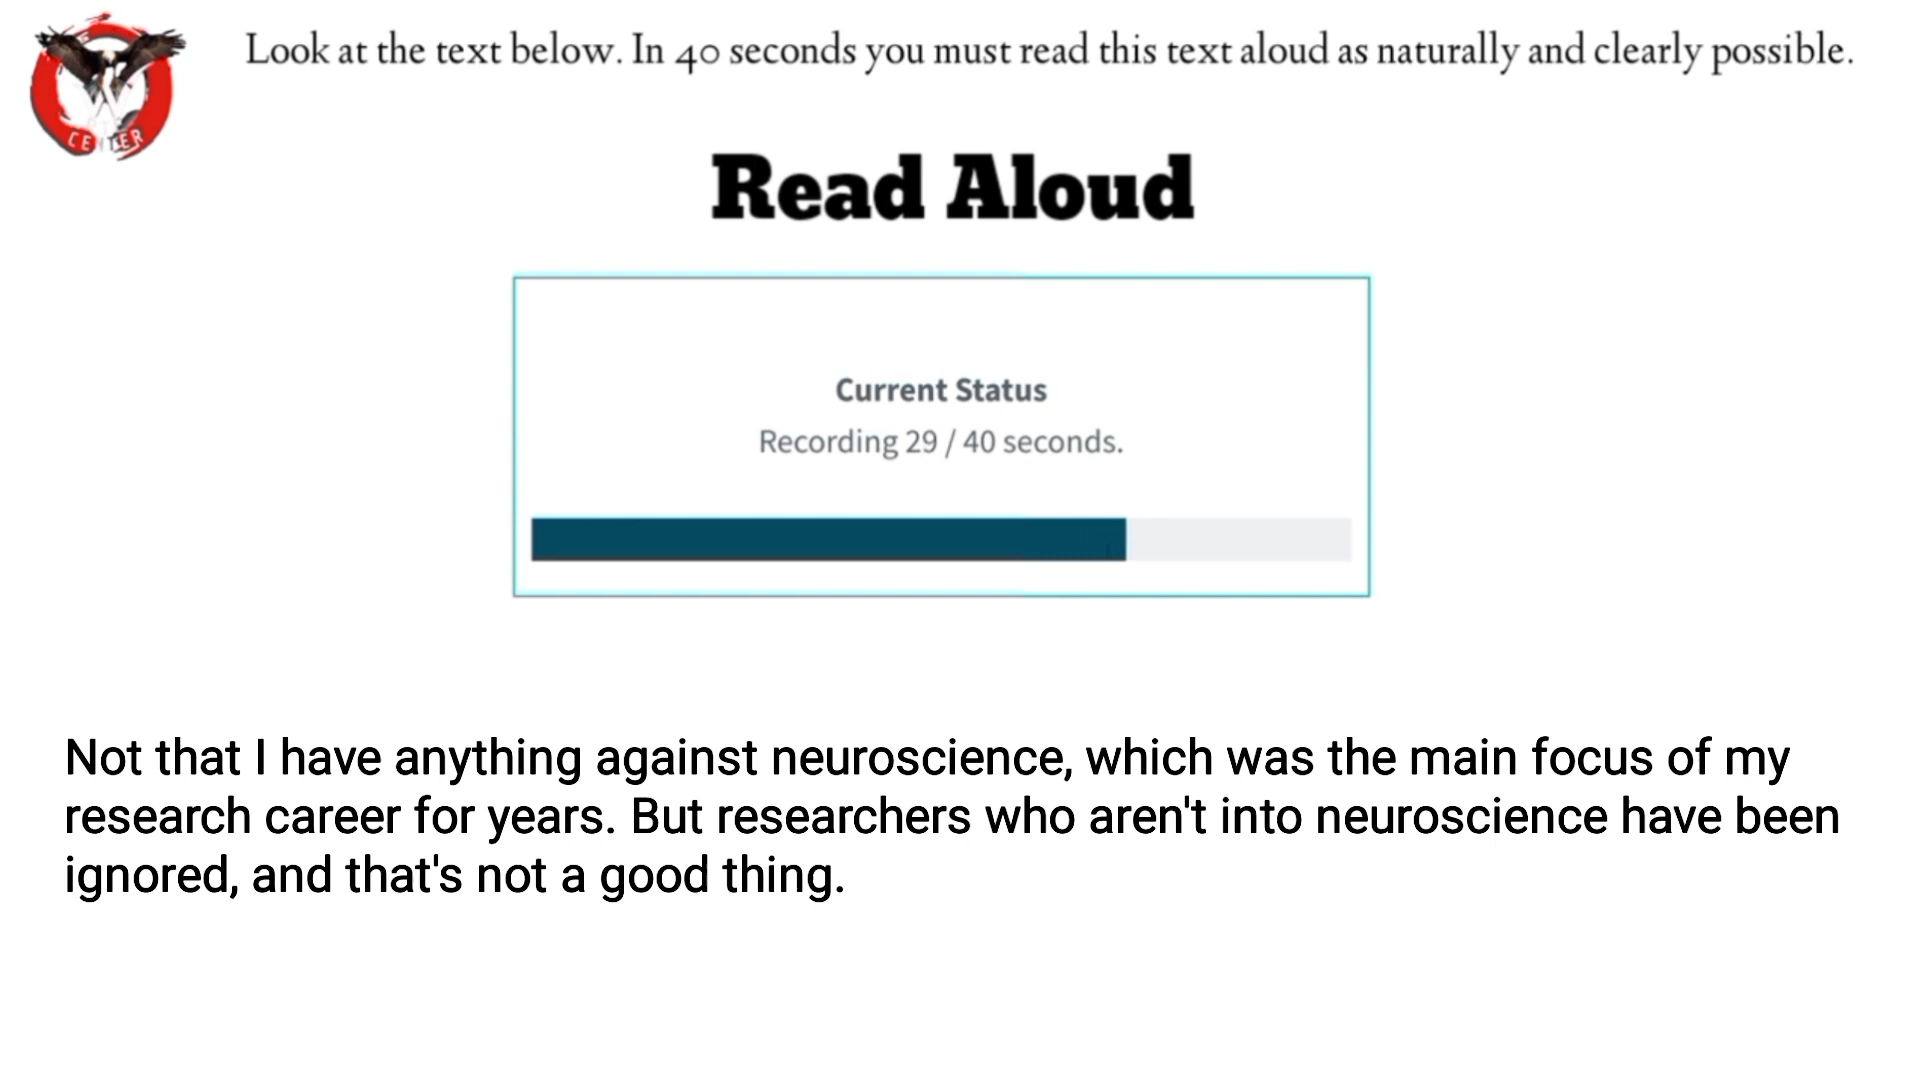 Look at the text below. In 40 seconds you must read this text aloud as naturally and clearly possible.
CENTER
Read Aloud
Current Status
Recording 29 / 40 seconds.
Not that I have anything against neuroscience, which was the main focus of my
research career for years. But researchers who aren't into neuroscience have been
ignored, and that's not a good thing.